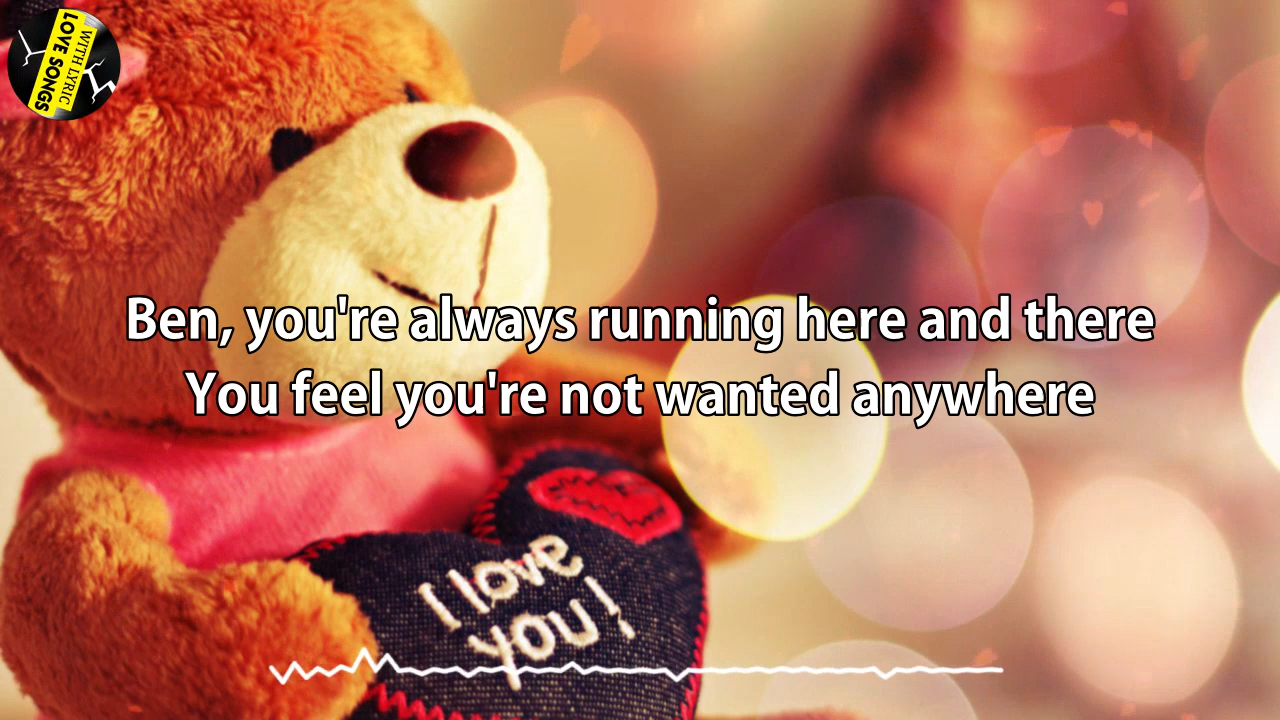 LOVE SONGS
WITH LYRIC
Ben, you're always running here and there
You feel you're not wanted anywhere
I love
you!